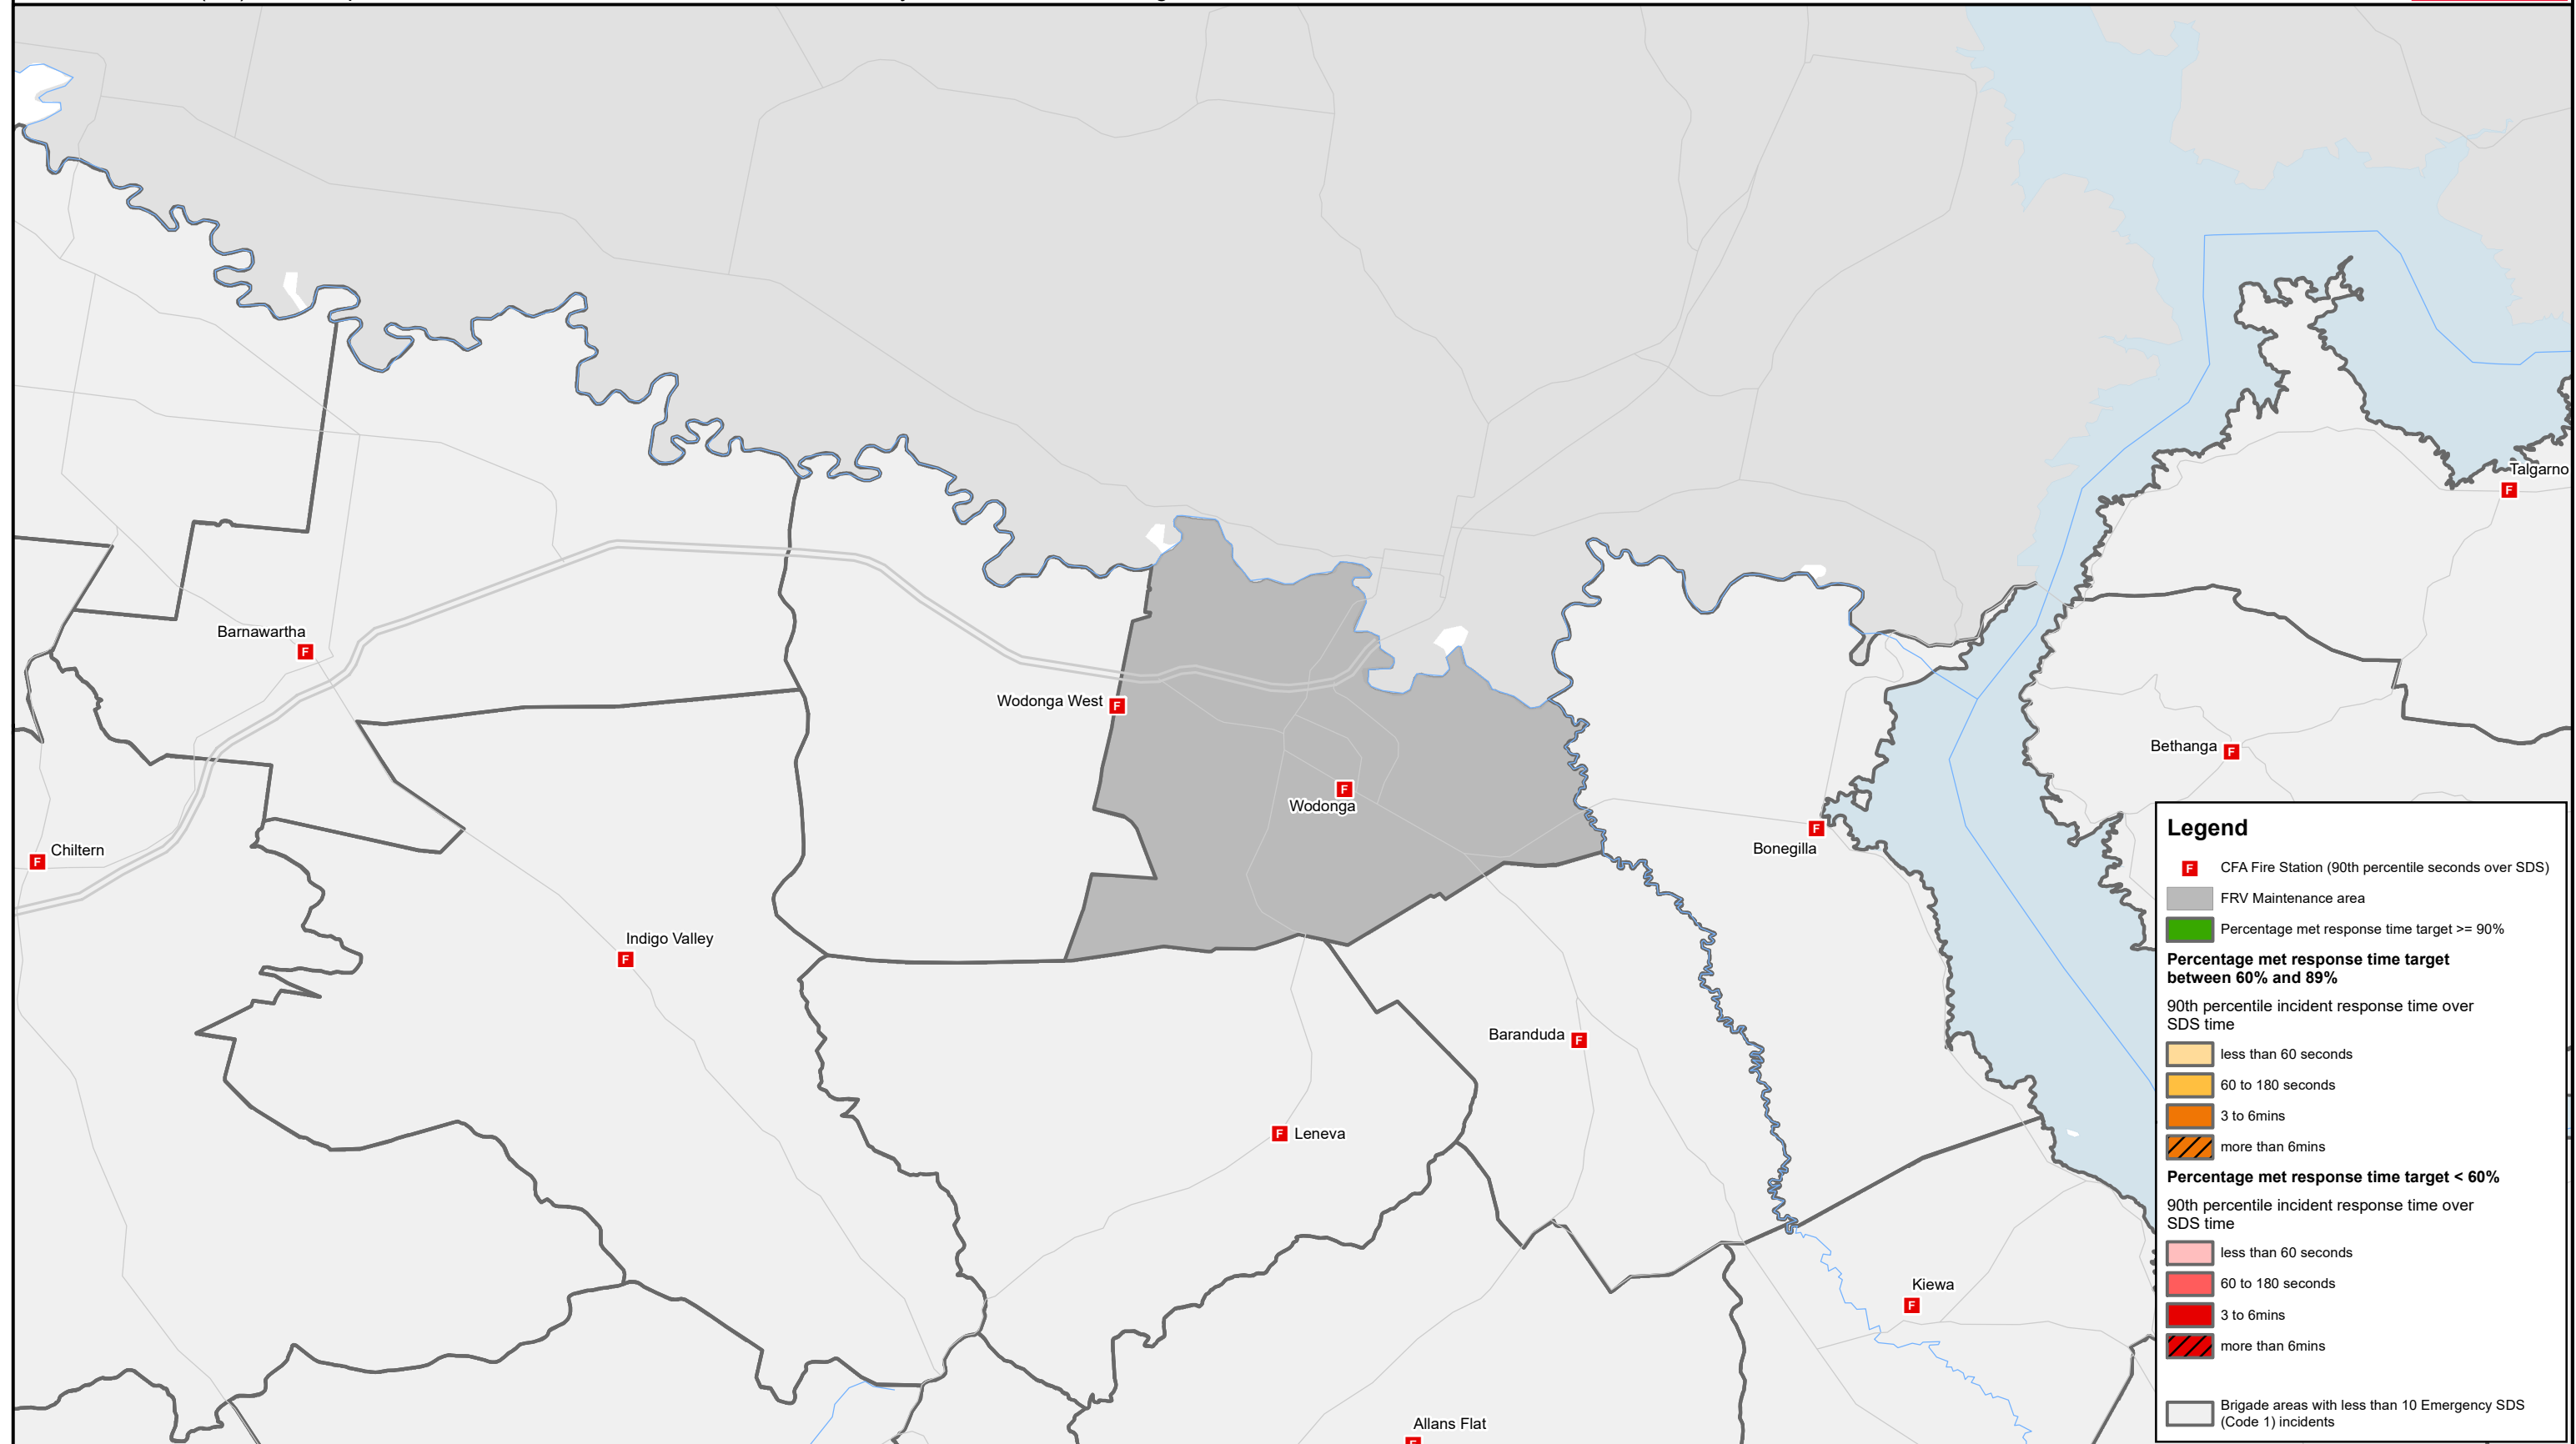 Talgarno
F
Barnawartha
F
Wodonga West F
Bethanga F
F
Wodonga
F
Bonegilla
F Chiltern
Indigo Valley
F
Baranduda F
F Leneva
Kiewa
F
Allans Flat
F
Legend
F CFA Fire Station (90th percentile seconds over SDS)
FRV Maintenance area
Percentage met response time target >= 90%
Percentage met response time target
between 60% and 89%
90th percentile incident response time over
SDS time
less than 60 seconds
60 to 180 seconds
3 to 6mins
more than 6mins
Percentage met response time target < 60%
90th percentile incident response time over
SDS time
less than 60 seconds
60 to 180 seconds
3 to 6mins
more than 6mins
Brigade areas with less than 10 Emergency SDS
(Code 1) incidents